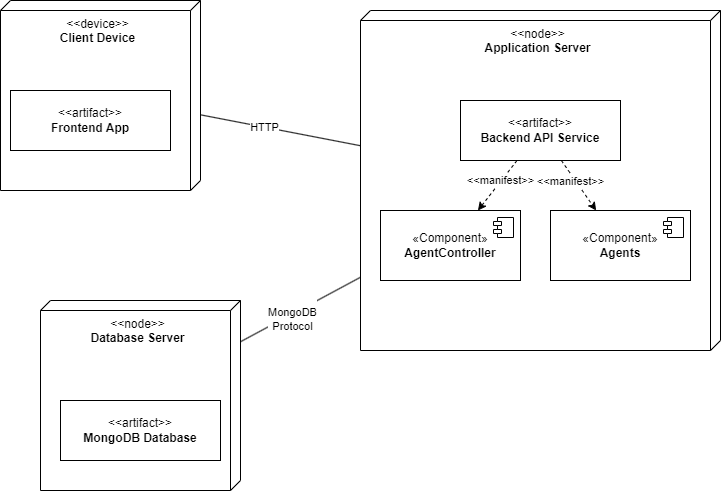 <<device>>
Client Device
<<artifact>>
Frontend App
HTTP
<<node>>
Application Server
<<artifact>>
Backend API Service
<<manifest>>
<<manifest>>
«Component»
AgentController
«Component»
Agents
MongoDB
Protocol
<<node>>
Database Server
<<artifact>>
MongoDB Database